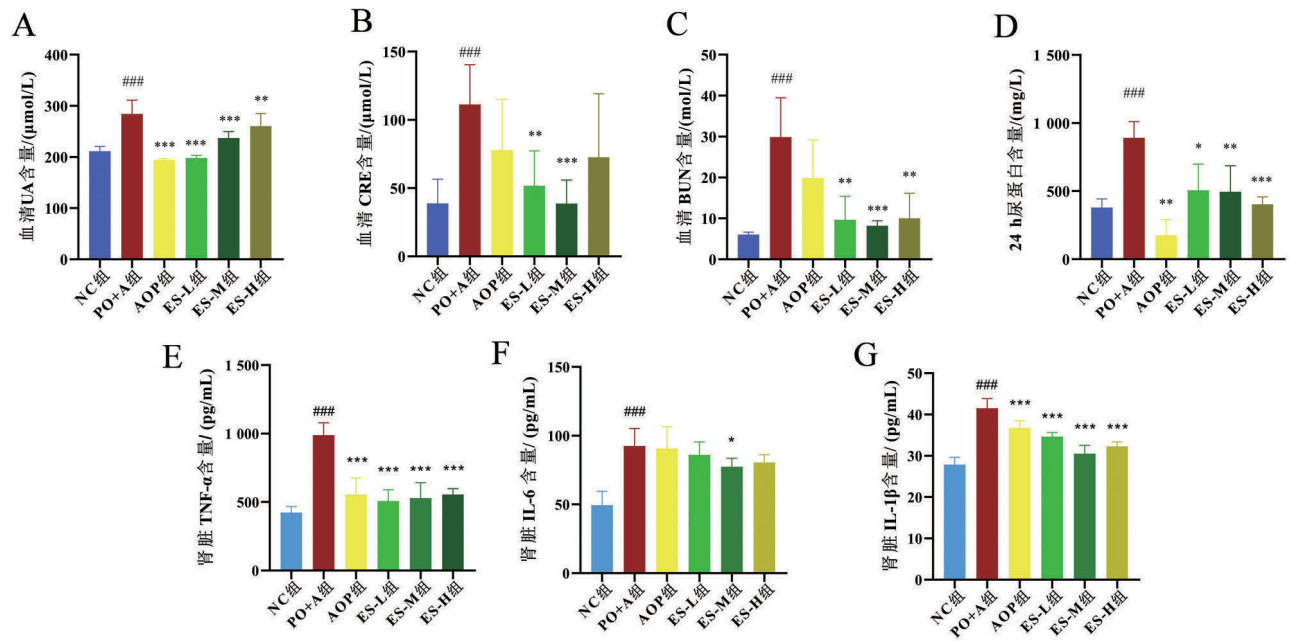 A
血清UA含量/(μmol/L)
400
300
200
100
0
###
***
***
***
**
NC组
PO+A组
AOP组
ES-L组
ES-M组
ES-H组
B
血清 CRE含量/(μmol/L)
150
100
50
0
###
**
***
NC组
PO+A组
AOP组
ES-L组
ES-M组
ES-H组
C
血清 BUN含量/(mol/L)
50
40
30
20
10
0
###
**
***
**
NC组
PO+A组
AOP组
ES-L组
ES-M组
ES-H组
D
24 h尿蛋白含量/(mg/L)
1 500
1 000
500
0
###
**
*
**
***
NC组
PO+A组
AOP组
ES-L组
ES-M组
ES-H组
E
肾脏 TNF-α含量/ (pg/mL)
1 500
1 000
500
0
###
***
***
***
***
NC组
PO+A组
AOP组
ES-L组
ES-M组
ES-H组
F
肾脏 IL-6 含量/ (pg/mL)
150
100
50
0
###
*
NC组
PO+A组
AOP组
ES-L组
ES-M组
ES-H组
G
肾脏 IL-1β含量/ (pg/mL)
50
40
30
20
10
0
###
***
***
***
***
NC组
PO+A组
AOP组
ES-L组
ES-M组
ES-H组